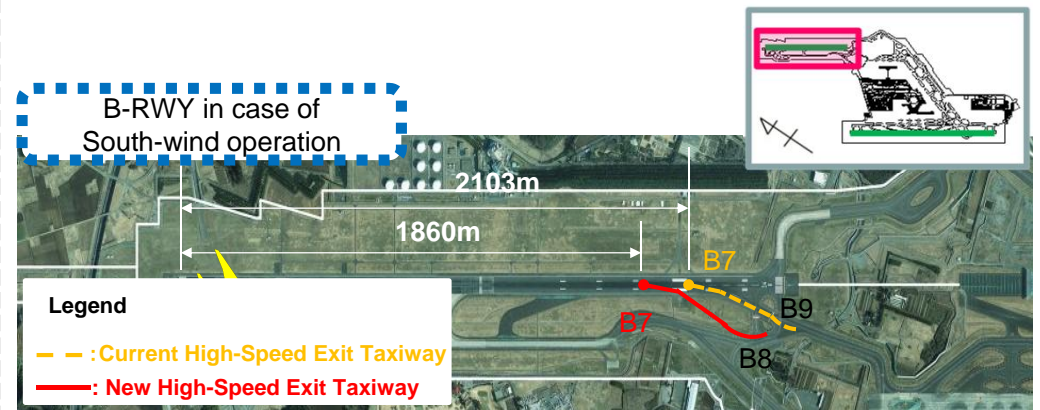 B-RWY in case of
South-wind operation
2103m
1860m
B7
B9
B7
B8
Legend
: Current High-Speed Exit Taxiway
: New High-Speed Exit Taxiway